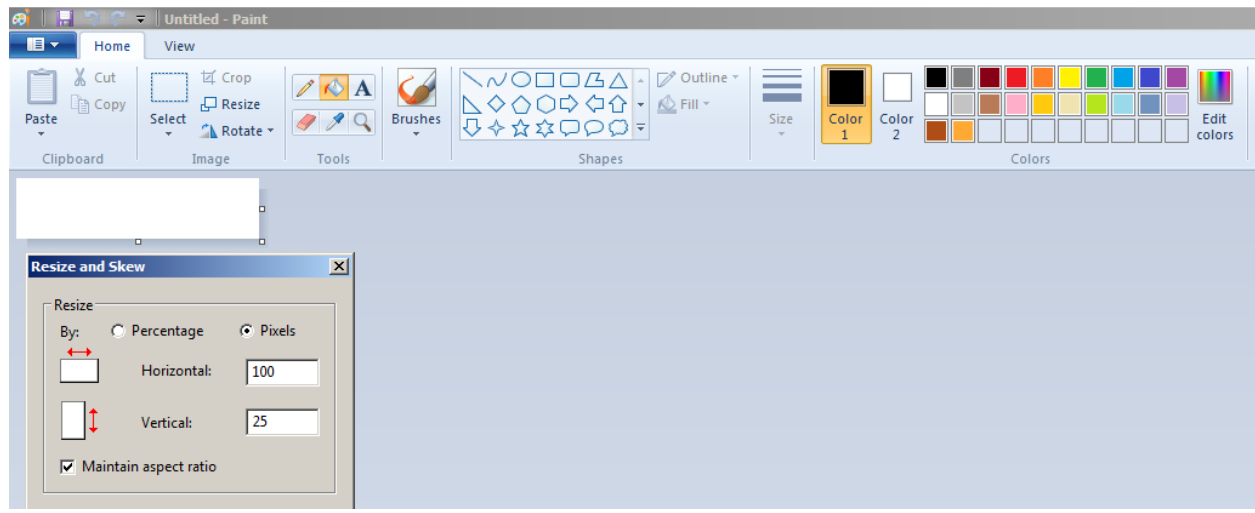 Untitled - Paint
Home View
Cut
Copy
Paste
Clipboard
Crop
Resize
Rotate
Select
Image
A
Tools
Brushes
Outline
Fill
Shapes
Size
Color 1
Color 2
Edit colors
Colors
Resize and Skew
Resize
By: Percentage Pixels
Horizontal: 100
Vertical: 25
Maintain aspect ratio